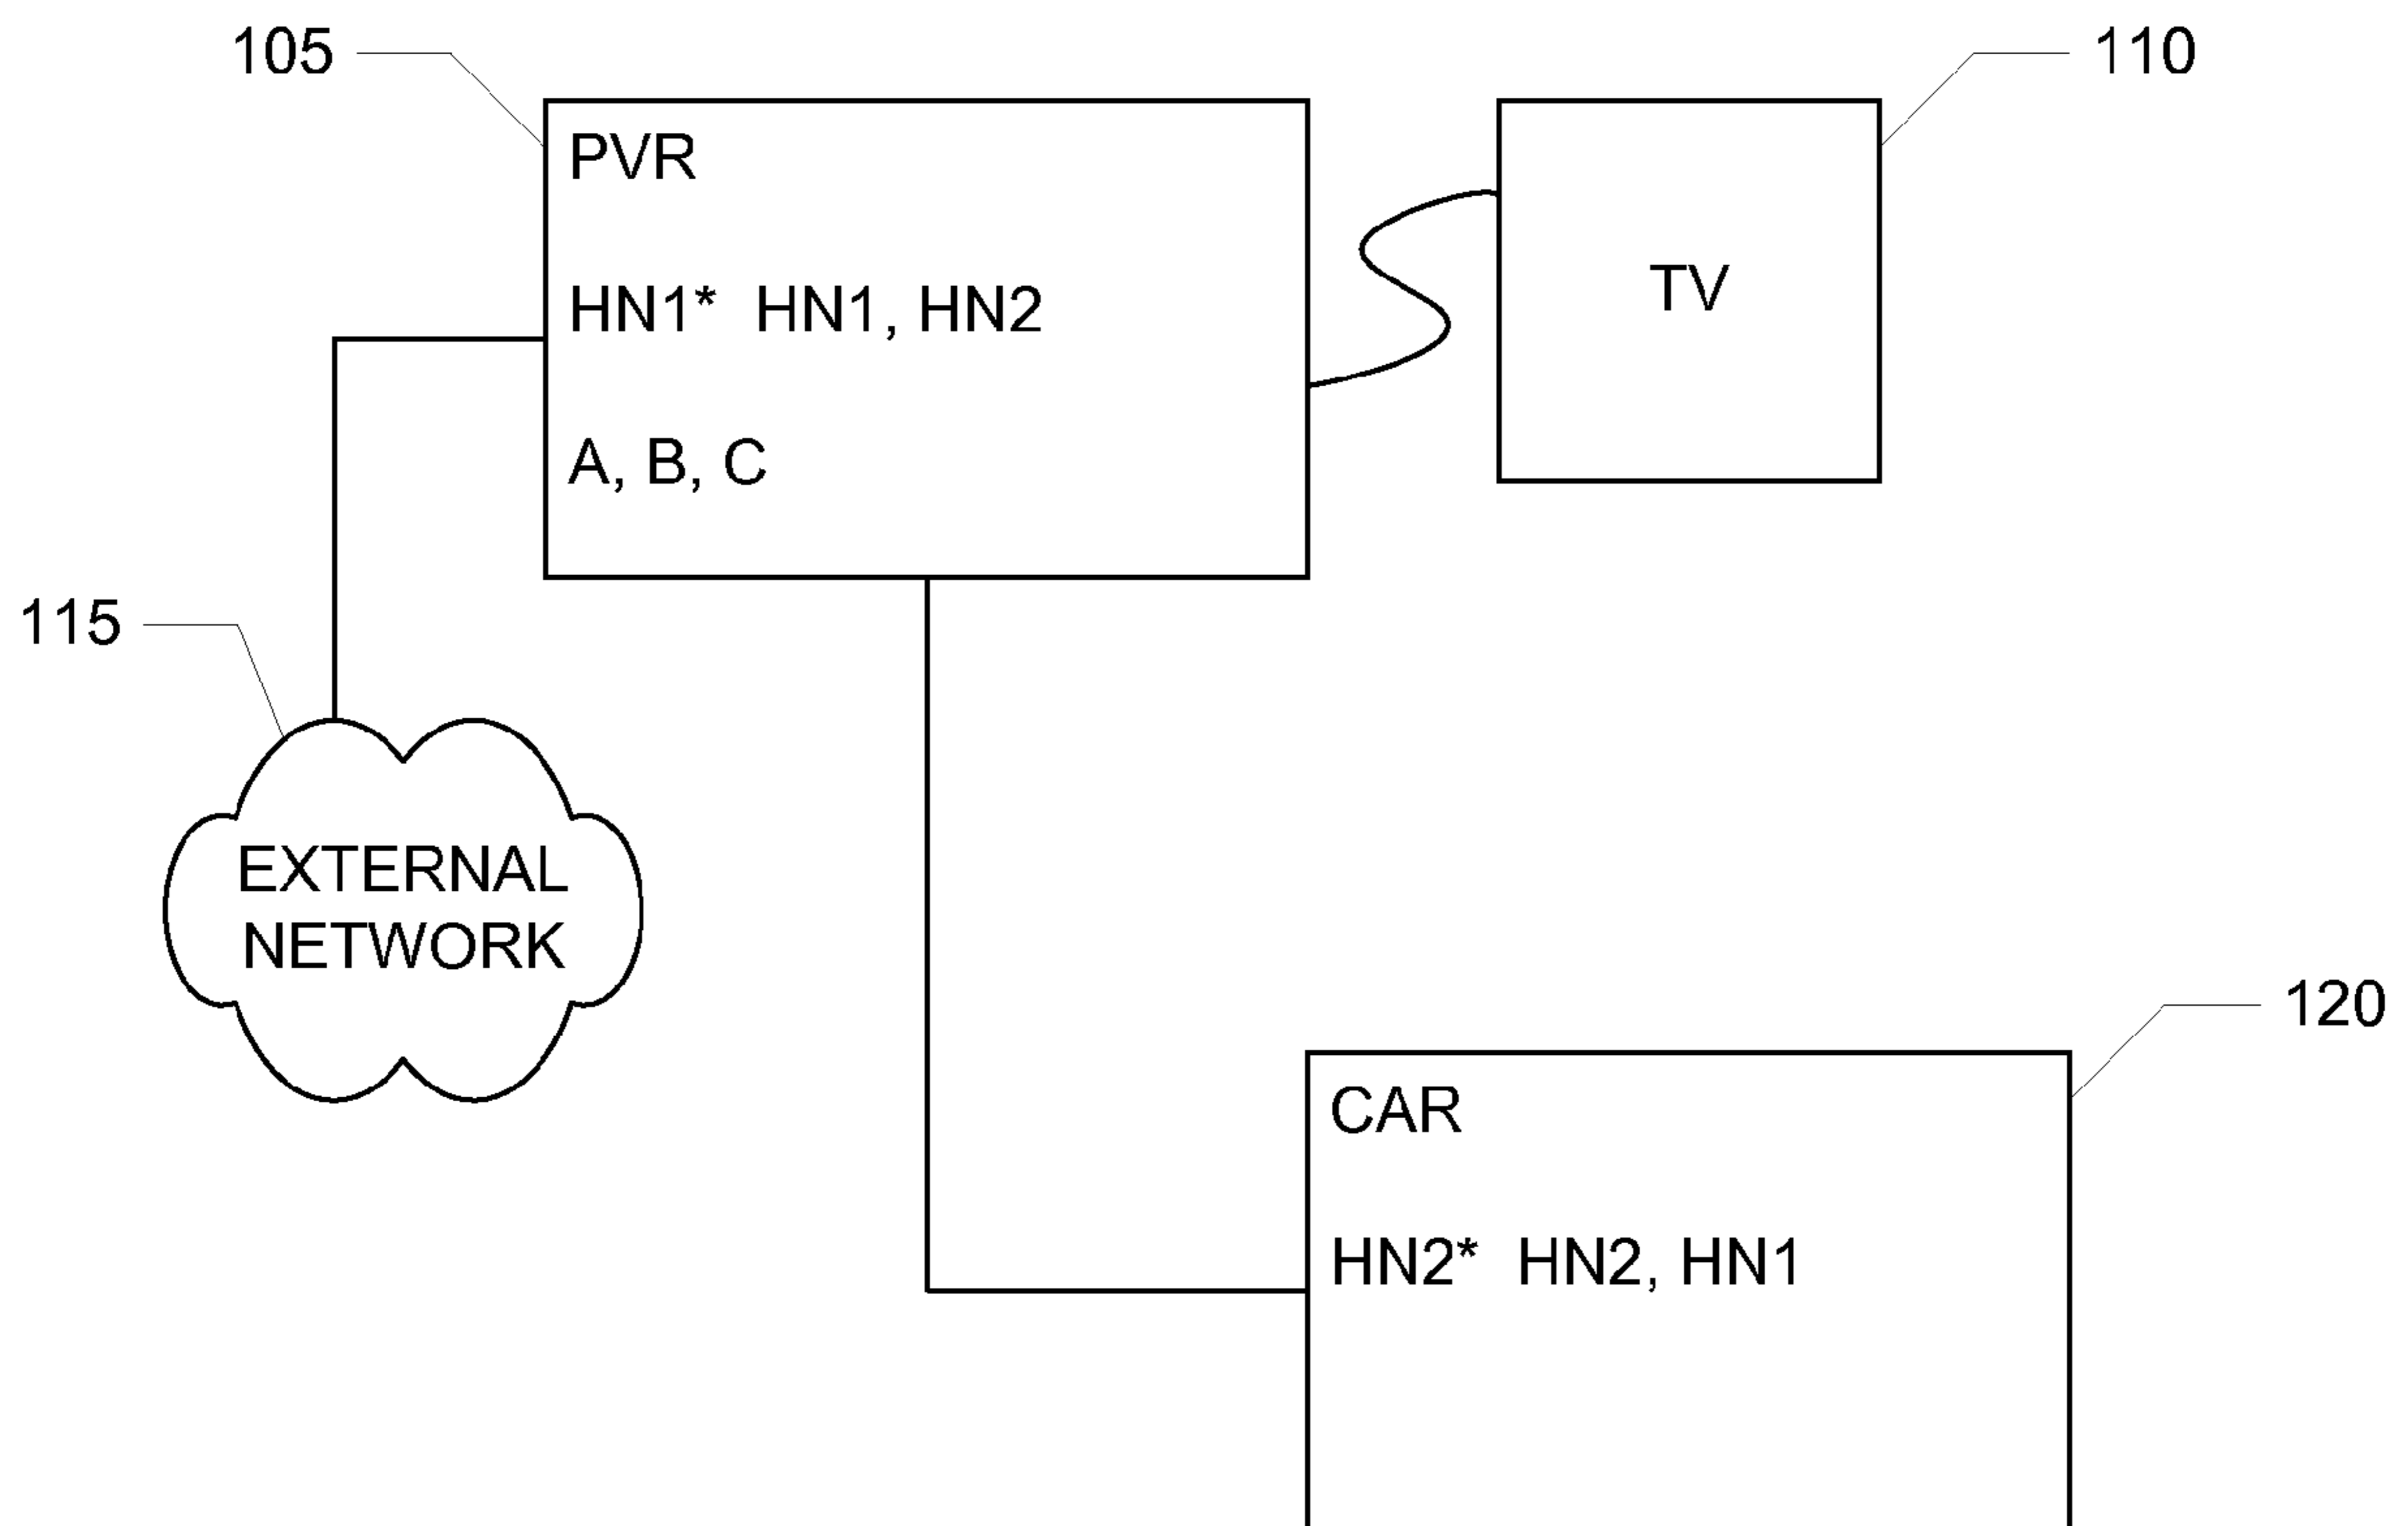 105
110
PVR
HN1* HN1, HN2
TV
A, B, C
115
EXTERNAL
NETWORK
120
CAR
HN2* HN2, HN1